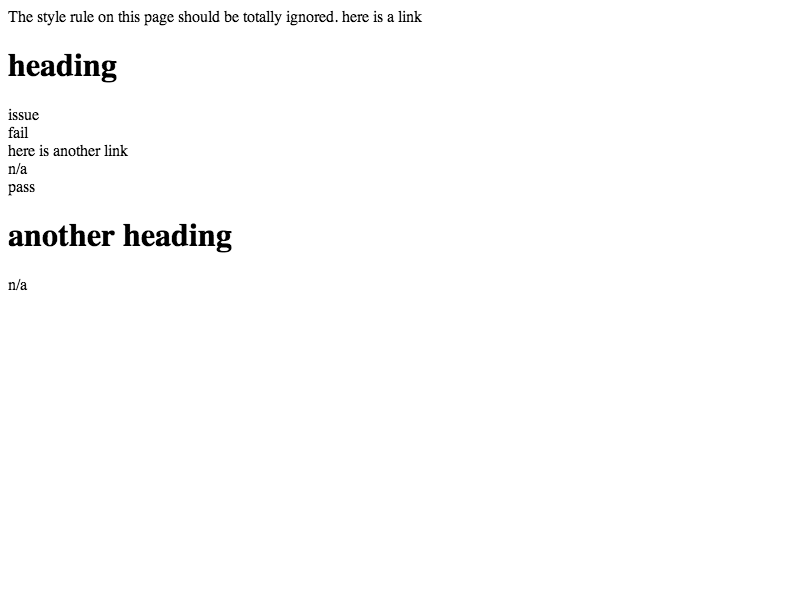 The style rule on this page should be totally ignored. here is a link
heading
issue
fail
here is another link
n/a
pass
another heading
n/a